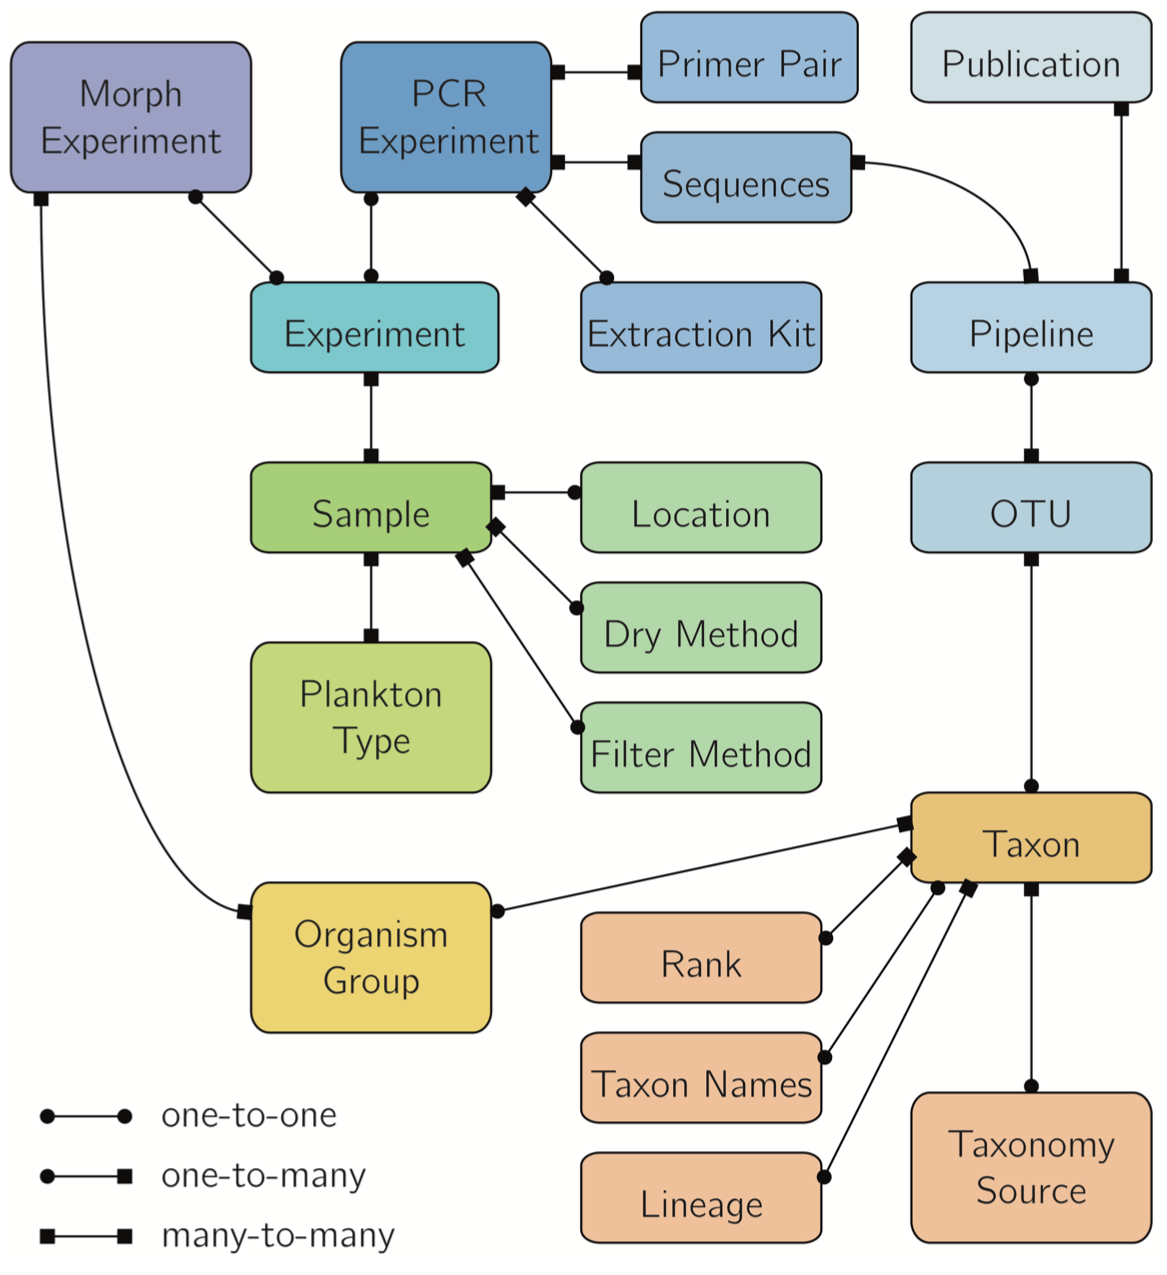 Morph
Experiment
PCR
Experiment
Primer Pair
Publication
Sequences
Experiment
Extraction Kit
Pipeline
Sample
Location
OTU
Dry Method
Plankton
Type
Filter Method
Taxon
Organism
Group
Rank
Taxon Names
Taxonomy
Source
Lineage
one-to-one
one-to-many
many-to-many